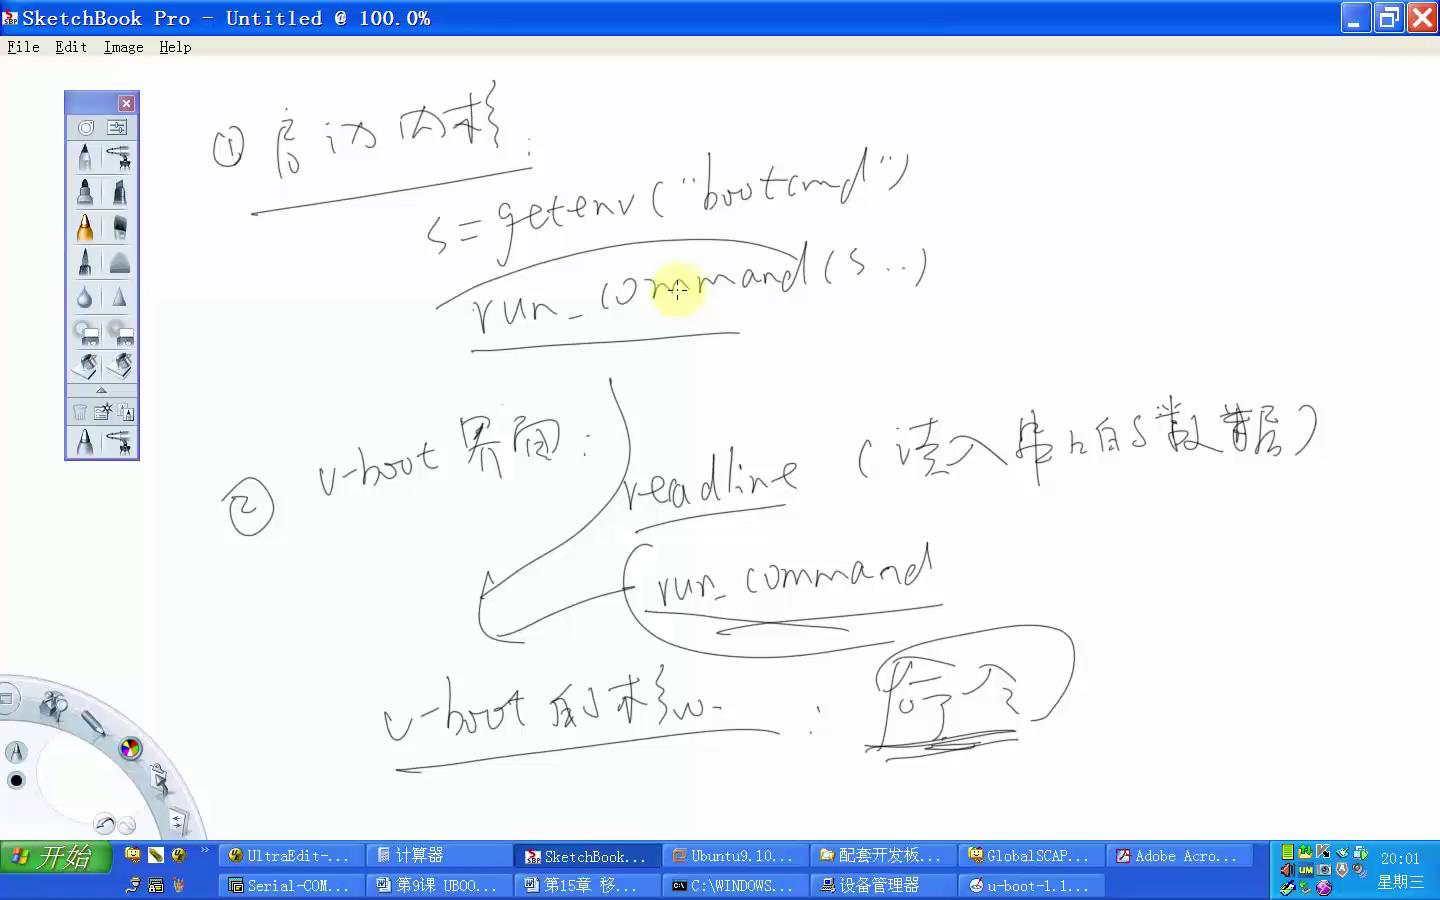 SketchBook Pro - Untitled @ 100.0%
File Edit Image Help
① 启动内核:
s=getenv("bootcmd")
run_command(s..)
② u-boot 界面:
readline (读入串口的数据)
run_command
u-boot的核心: 命令
开始
UltraEdit-... 计算器 SketchBook... Ubuntu9.10... 配套开发板... GlobalSCAP... Adobe Acro...
Serial-COM... 第9课 UBOO... 第15章 移... C:\WINDOWS... 设备管理器 u-boot-1.1...
20:01
星期三